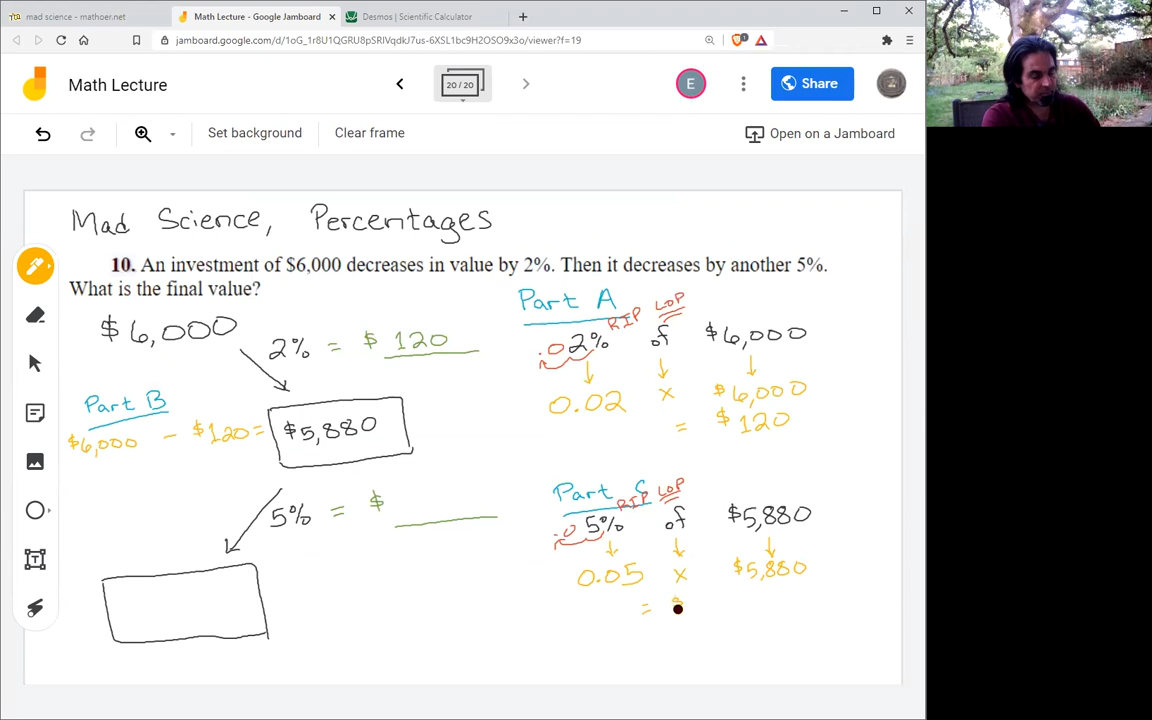 mad science - mathoer.net
Math Lecture - Google Jamboard
Desmos | Scientific Calculator
jamboard.google.com/d/1oG_1r8U1QGRU8pSRIVqdkJ7us-6XSL1bc9H2OSO9x3o/viewer?f=19
Math Lecture
20 / 20
E
Share
Set background
Clear frame
Open on a Jamboard
Mad Science, Percentages
10. An investment of $6,000 decreases in value by 2%. Then it decreases by another 5%.
What is the final value?
$6,000
2% = $ 120
Part B
$6,000 - $120 = $5,880
5% = $
Part A
RIP LOP
.02% of $6,000
0.02 x $6,000
= $120
Part C
RIP LOP
.05% of $5,880
0.05 x $5,880
= $